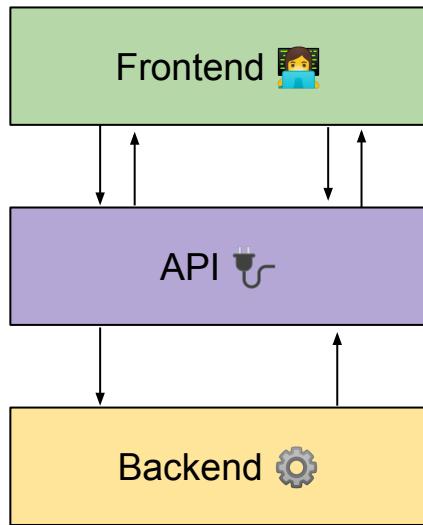 Frontend 👩‍💻
API 🔌
Backend ⚙️